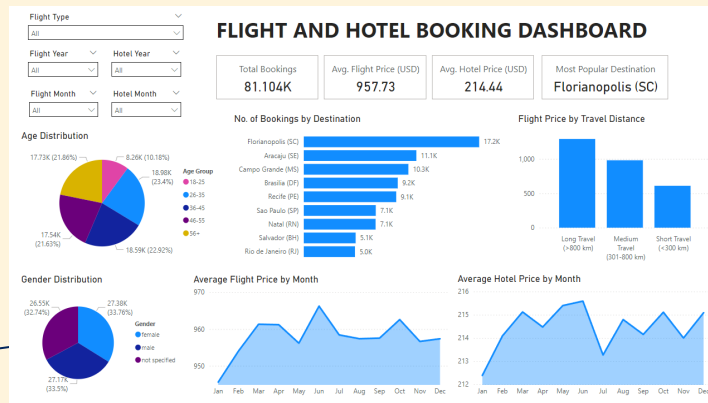 Flight Type
All
Flight Year
Hotel Year
All
All
Flight Month
Hotel Month
All
All
FLIGHT AND HOTEL BOOKING DASHBOARD
Total Bookings
81.104K
Avg. Flight Price (USD)
957.73
Avg. Hotel Price (USD)
214.44
Most Popular Destination
Florianopolis (SC)
Age Distribution
17.73K (21.86%)
8.26K (10.18%)
18.98K
(23.4%)
17.54K
(21.63%)
18.59K (22.92%)
Age Group
18-25
26-35
36-45
46-55
56+
No. of Bookings by Destination
Florianopolis (SC) 17.2K
Aracaju (SE) 11.1K
Campo Grande (MS) 10.3K
Brasilia (DF) 9.2K
Recife (PE) 9.1K
Sao Paulo (SP) 7.1K
Natal (RN) 7.1K
Salvador (BH) 5.1K
Rio de Janeiro (RJ) 5.0K
Flight Price by Travel Distance
1,000
500
0
Long Travel
(>800 km)
Medium
Travel
(301-800 km)
Short Travel
(<300 km)
Gender Distribution
26.55K
(32.74%)
27.38K
(33.76%)
27.17K
(33.5%)
Gender
female
male
not specified
Average Flight Price by Month
970
960
950
Jan Feb Mar Apr May Jun Jul Aug Sep Oct Nov Dec
Average Hotel Price by Month
216
215
214
213
212
Jan Feb Mar Apr May Jun Jul Aug Sep Oct Nov Dec